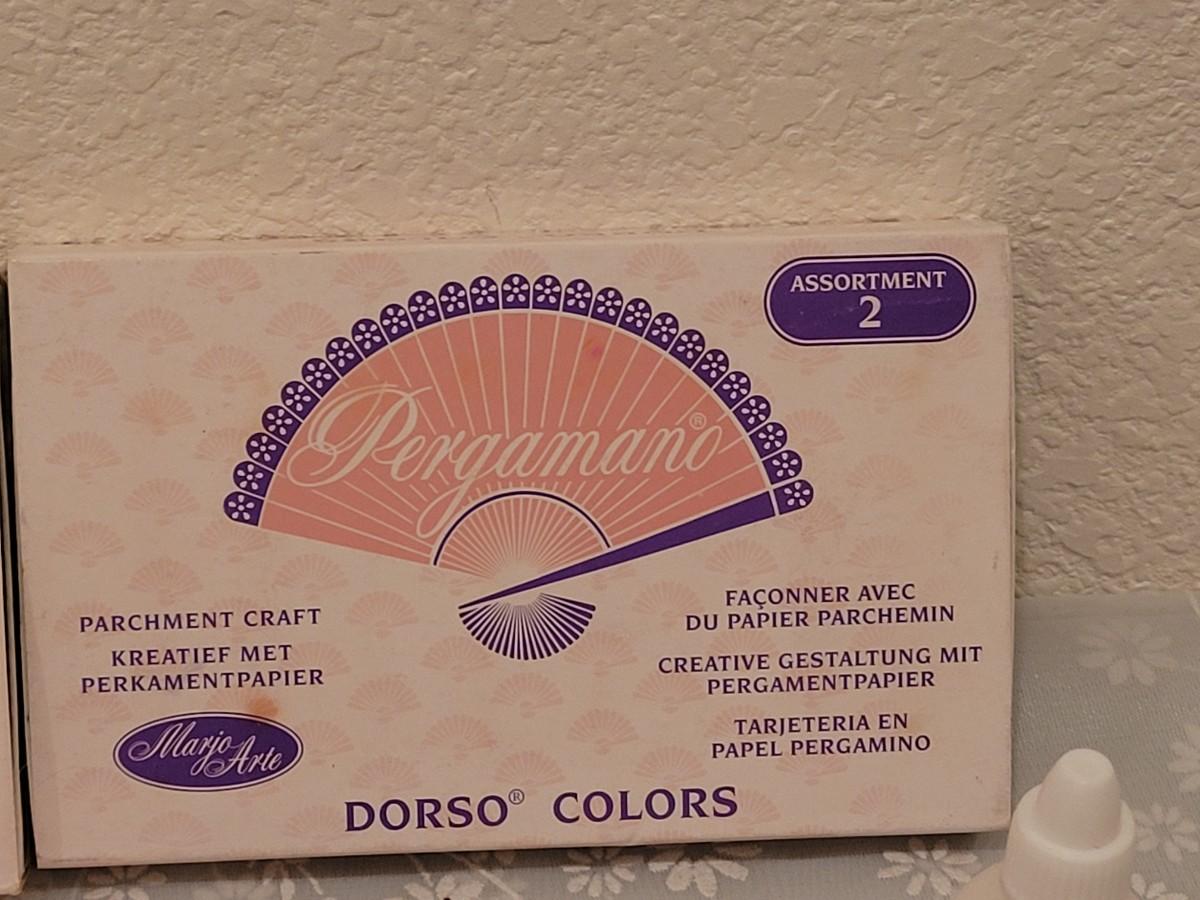 ASSORTMENT
2
Pergamano®
PARCHMENT CRAFT
KREATIEF MET
PERKAMENTPAPIER
Marjo
Arte
FAÇONNER AVEC
DU PAPIER PARCHEMIN
CREATIVE GESTALTUNG MIT
PERGAMENTPAPIER
TARJETERIA EN
PAPEL PERGAMINO
DORSO® COLORS